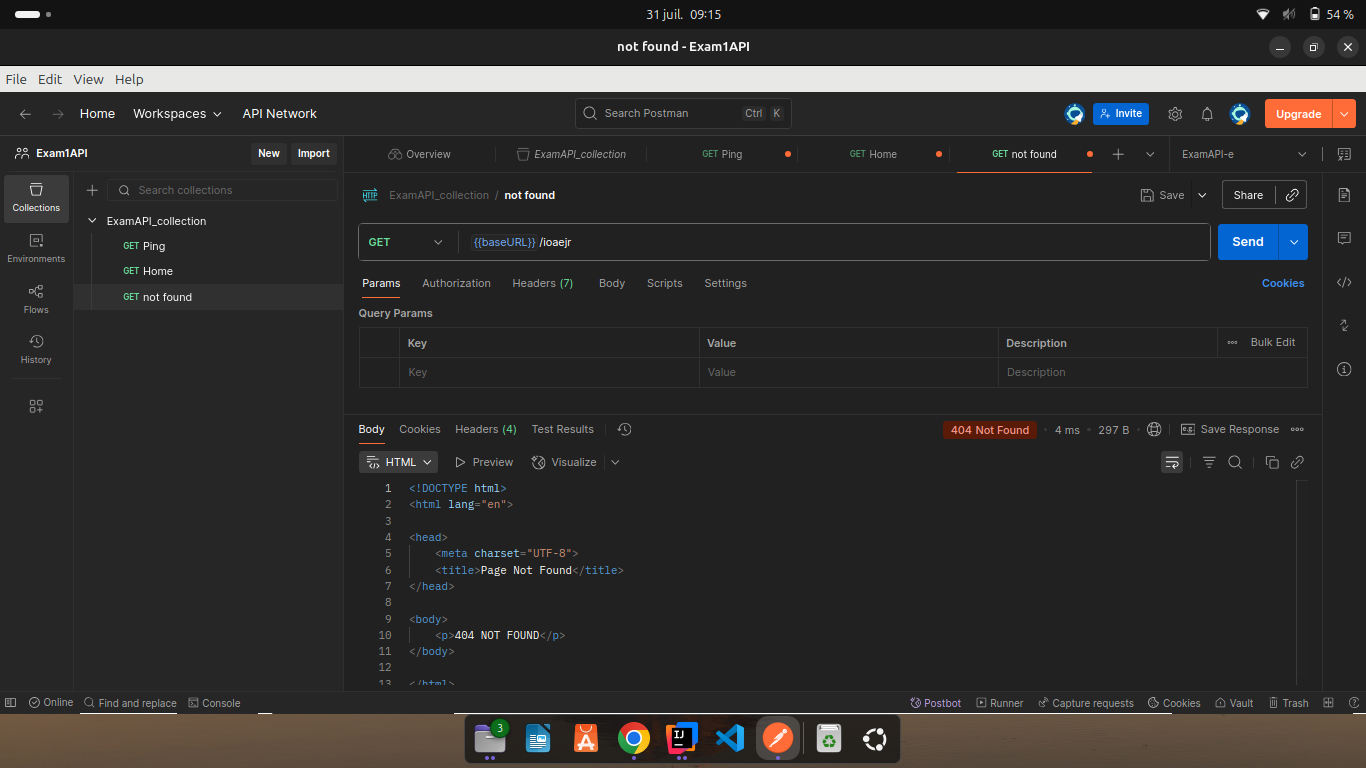 31 juil. 09:15
54 %
not found - Exam1API
File Edit View Help
Home Workspaces API Network
Search Postman Ctrl K
Invite
Upgrade
Exam1API New Import
Overview ExamAPI_collection GET Ping GET Home GET not found ExamAPI-e
Collections
Environments
Flows
History
Search collections
ExamAPI_collection
GET Ping
GET Home
GET not found
HTTP ExamAPI_collection / not found Save Share
GET {{baseURL}} /ioaejr Send
Params Authorization Headers (7) Body Scripts Settings Cookies
Query Params
Key Value Description Bulk Edit
Key Value Description
Body Cookies Headers (4) Test Results 404 Not Found • 4 ms • 297 B • e.g. Save Response
HTML Preview Visualize
1 <!DOCTYPE html>
2 <html lang="en">
3
4 <head>
5 <meta charset="UTF-8">
6 <title>Page Not Found</title>
7 </head>
8
9 <body>
10 <p>404 NOT FOUND</p>
11 </body>
12
13 </html>
Online Find and replace Console Postbot Runner Capture requests Cookies Vault Trash
3
IJ